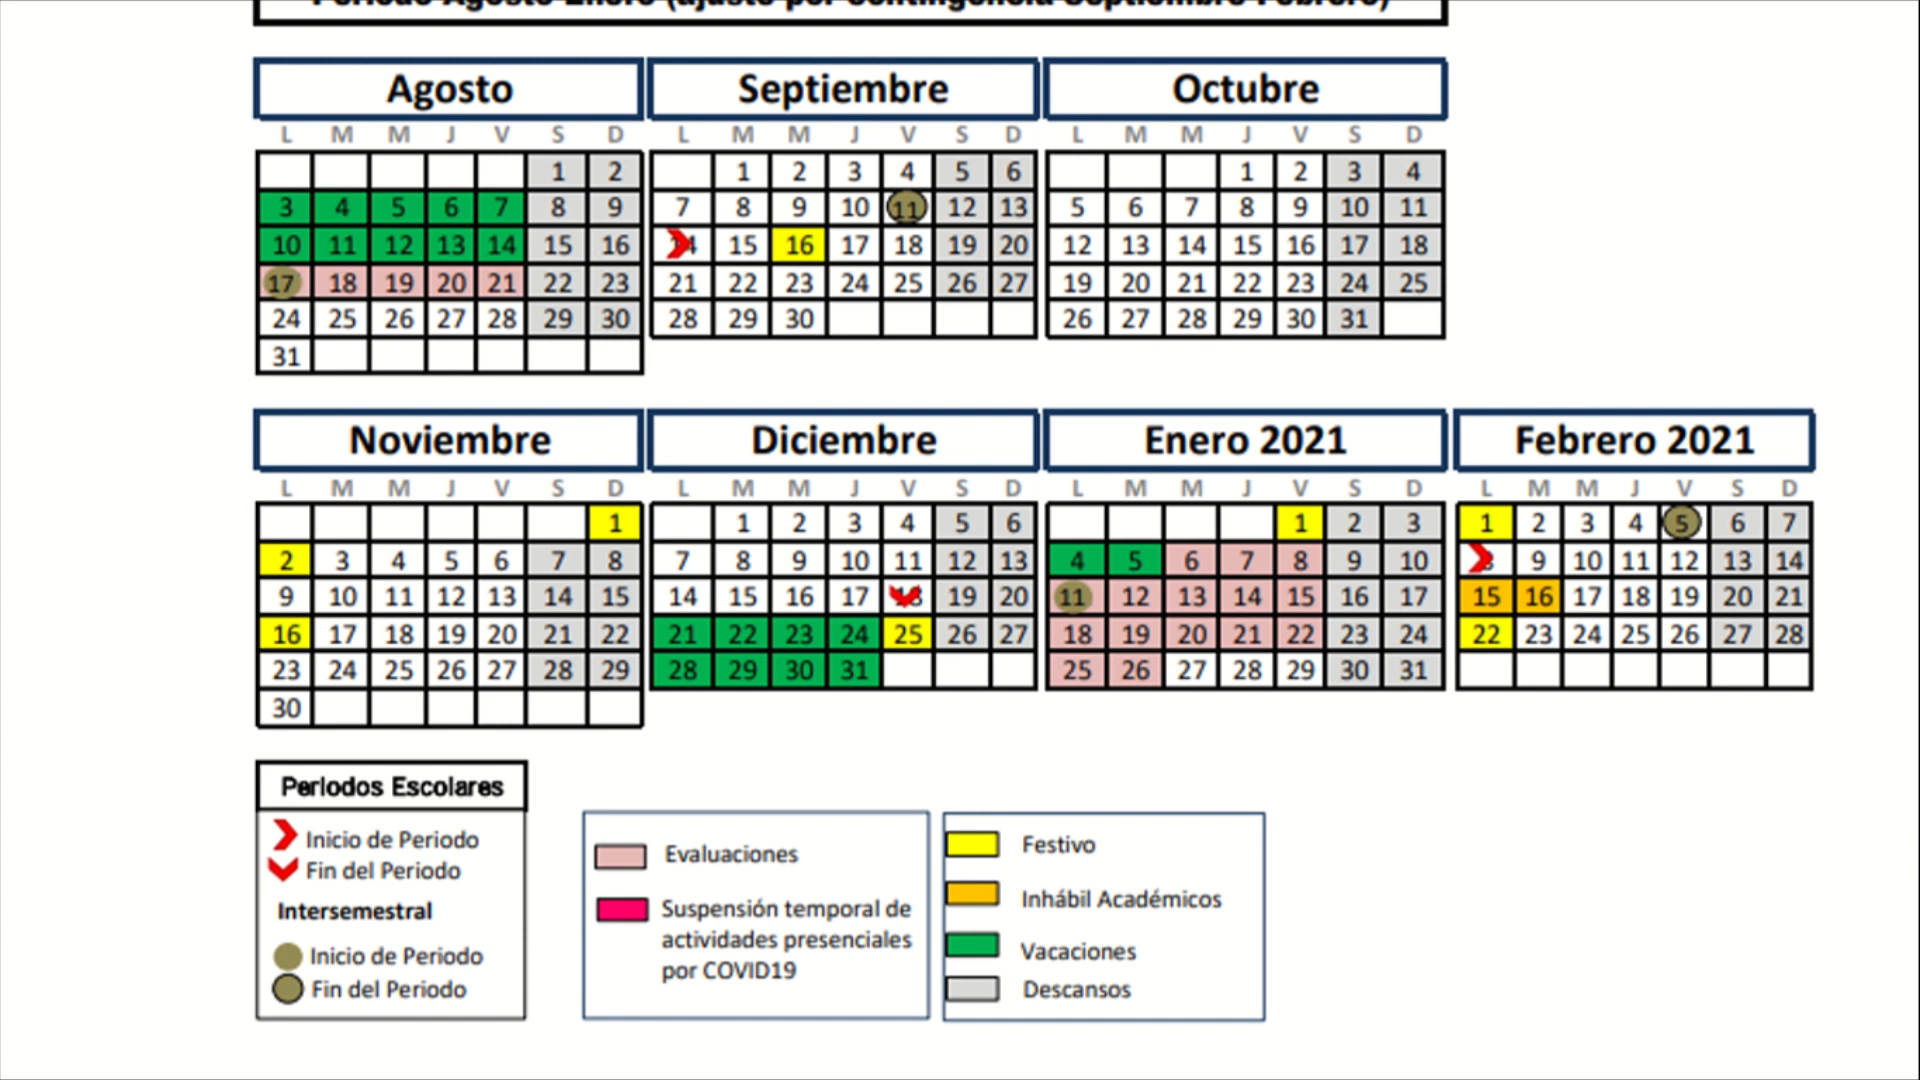 Periodo Agosto-Enero (ajuste por contingencia Septiembre-Febrero)
Agosto Septiembre Octubre
L M M J V S D L M M J V S D L M M J V S D
1 2 1 2 3 4 5 6 1 2 3 4
3 4 5 6 7 8 9 7 8 9 10 11 12 13 5 6 7 8 9 10 11
10 11 12 13 14 15 16 14 15 16 17 18 19 20 12 13 14 15 16 17 18
17 18 19 20 21 22 23 21 22 23 24 25 26 27 19 20 21 22 23 24 25
24 25 26 27 28 29 30 28 29 30 26 27 28 29 30 31
31
Noviembre Diciembre Enero 2021 Febrero 2021
L M M J V S D L M M J V S D L M M J V S D L M M J V S D
1 1 2 3 4 5 6 1 2 3 1 2 3 4 5 6 7
2 3 4 5 6 7 8 7 8 9 10 11 12 13 4 5 6 7 8 9 10 8 9 10 11 12 13 14
9 10 11 12 13 14 15 14 15 16 17 18 19 20 11 12 13 14 15 16 17 15 16 17 18 19 20 21
16 17 18 19 20 21 22 21 22 23 24 25 26 27 18 19 20 21 22 23 24 22 23 24 25 26 27 28
23 24 25 26 27 28 29 28 29 30 31 25 26 27 28 29 30 31
30
Periodos Escolares
Inicio de Periodo
Fin del Periodo
Intersemestral
Inicio de Periodo
Fin del Periodo
Evaluaciones
Suspensión temporal de
actividades presenciales
por COVID19
Festivo
Inhábil Académicos
Vacaciones
Descansos